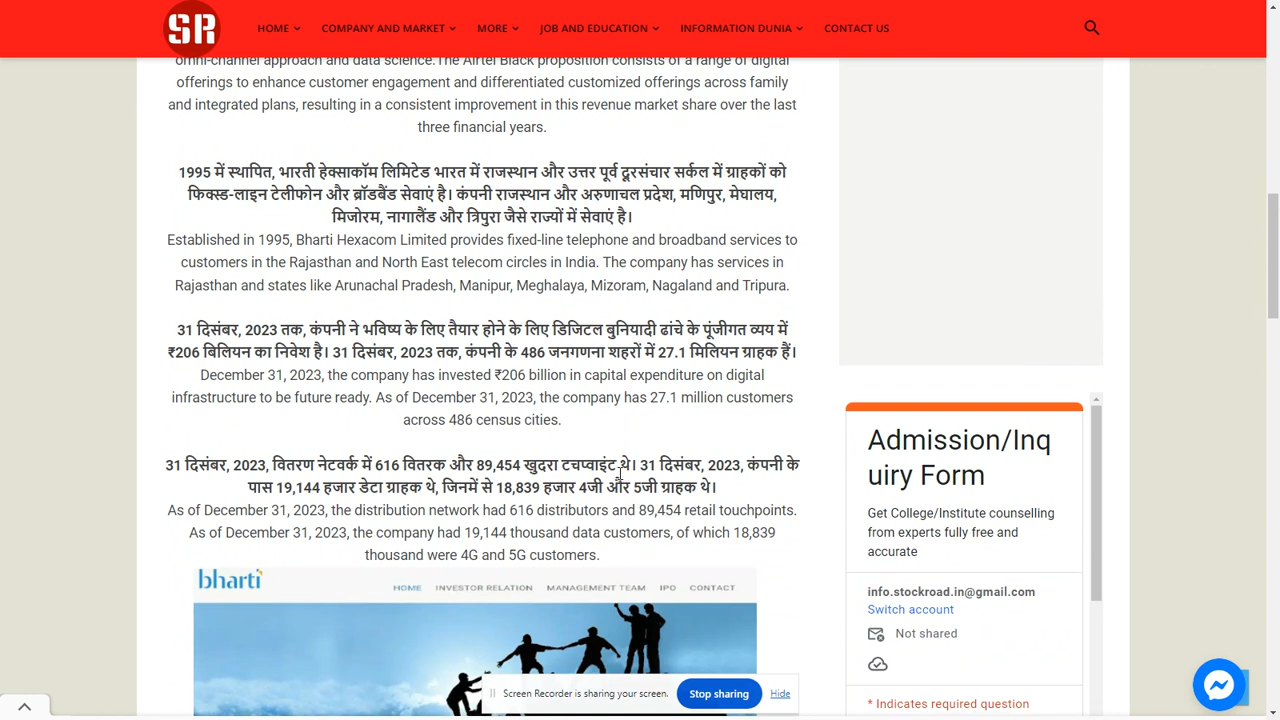 SR
HOME
COMPANY AND MARKET
MORE
JOB AND EDUCATION
INFORMATION DUNIA
CONTACT US
omni-channel approach and data science.The Airtel Black proposition consists of a range of digital
offerings to enhance customer engagement and differentiated customized offerings across family
and integrated plans, resulting in a consistent improvement in this revenue market share over the last
three financial years.
1995 में स्थापित, भारती हेक्साकॉम लिमिटेड भारत में राजस्थान और उत्तर पूर्व दूरसंचार सर्कल में ग्राहकों को
फिक्स्ड-लाइन टेलीफोन और ब्रॉडबैंड सेवाएं है। कंपनी राजस्थान और अरुणाचल प्रदेश, मणिपुर, मेघालय,
मिजोरम, नागालैंड और त्रिपुरा जैसे राज्यों में सेवाएं है।
Established in 1995, Bharti Hexacom Limited provides fixed-line telephone and broadband services to
customers in the Rajasthan and North East telecom circles in India. The company has services in
Rajasthan and states like Arunachal Pradesh, Manipur, Meghalaya, Mizoram, Nagaland and Tripura.
31 दिसंबर, 2023 तक, कंपनी ने भविष्य के लिए तैयार होने के लिए डिजिटल बुनियादी ढांचे के पूंजीगत व्यय में
₹206 बिलियन का निवेश है। 31 दिसंबर, 2023 तक, कंपनी के 486 जनगणना शहरों में 27.1 मिलियन ग्राहक हैं।
December 31, 2023, the company has invested ₹206 billion in capital expenditure on digital
infrastructure to be future ready. As of December 31, 2023, the company has 27.1 million customers
across 486 census cities.
31 दिसंबर, 2023, वितरण नेटवर्क में 616 वितरक और 89,454 खुदरा टचप्वाइंट थे। 31 दिसंबर, 2023, कंपनी के
पास 19,144 हजार डेटा ग्राहक थे, जिनमें से 18,839 हजार 4जी और 5जी ग्राहक थे।
As of December 31, 2023, the distribution network had 616 distributors and 89,454 retail touchpoints.
As of December 31, 2023, the company had 19,144 thousand data customers, of which 18,839
thousand were 4G and 5G customers.
bharti
HOME
INVESTOR RELATION
MANAGEMENT TEAM
IPO
CONTACT
Screen Recorder is sharing your screen.
Stop sharing
Hide
Admission/Inq
uiry Form
Get College/Institute counselling
from experts fully free and
accurate
info.stockroad.in@gmail.com
Switch account
Not shared
* Indicates required question